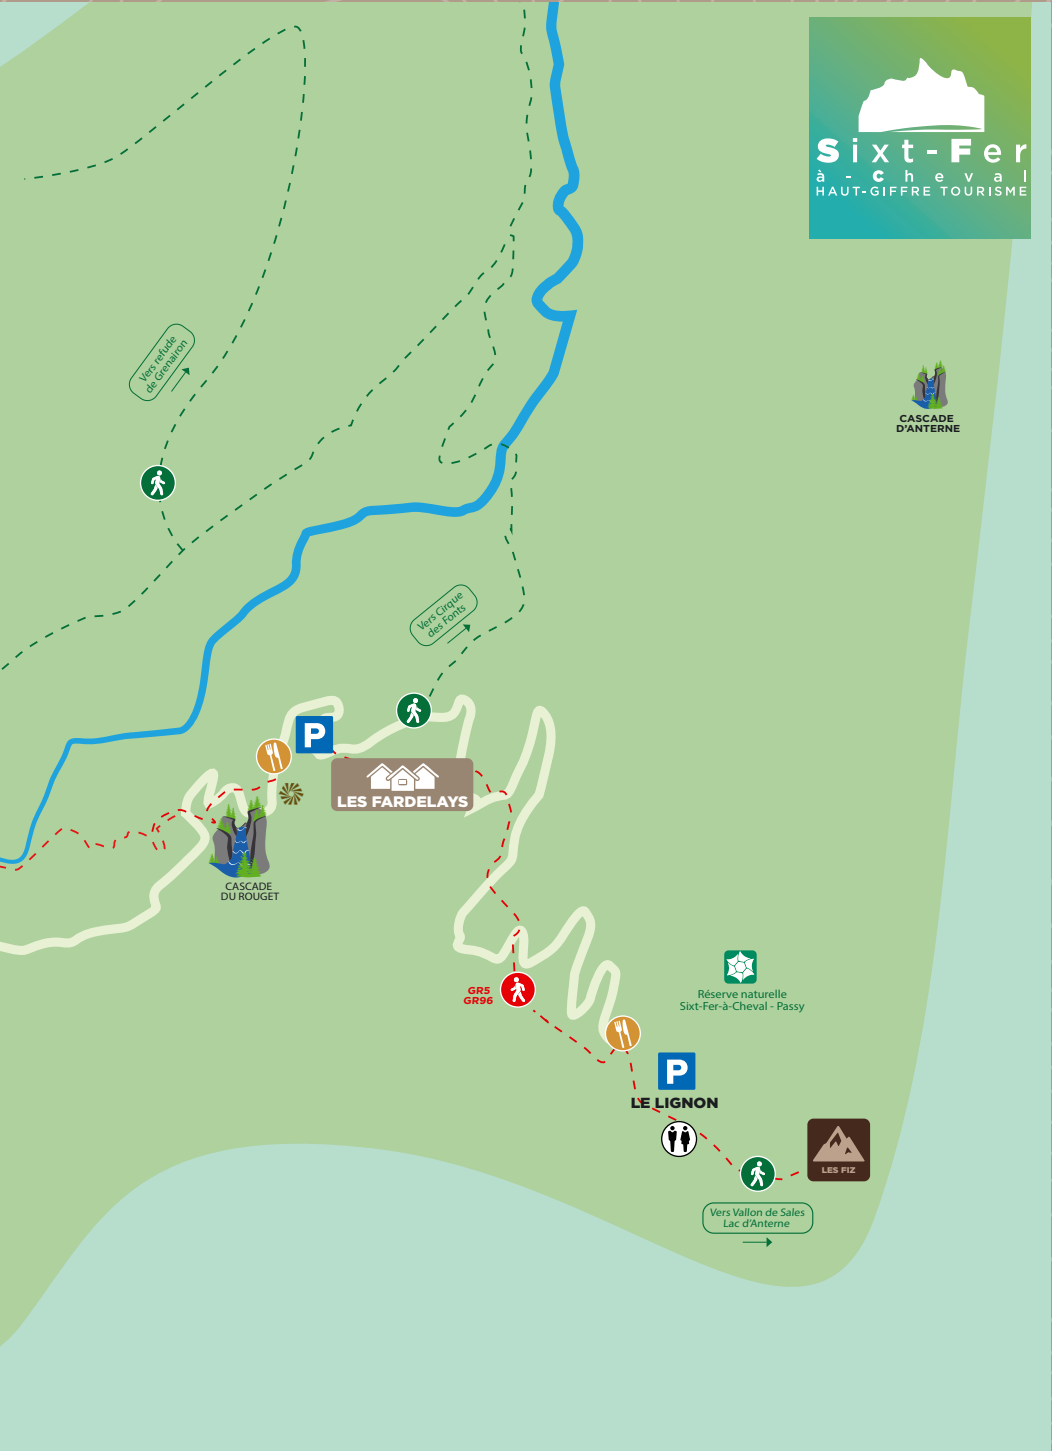 Sixt-Fer
à-Cheval
HAUT-GIFFRE TOURISME
Vers refude
de Grenairon
CASCADE
D'ANTERNE
Vers Cirque
des Fonts
P
LES FARDELAYS
CASCADE
DU ROUGET
GR5
GR96
Réserve naturelle
Sixt-Fer-à-Cheval - Passy
P
LE LIGNON
LES FIZ
Vers Vallon de Sales
Lac d'Anterne